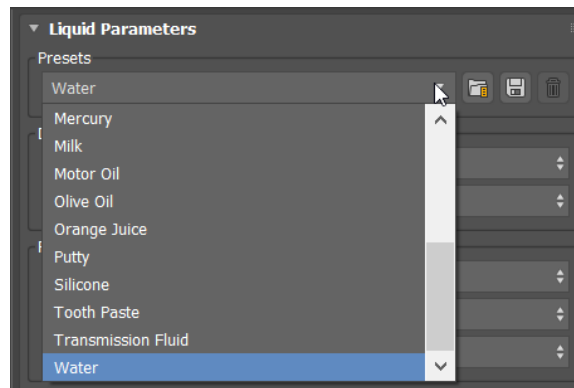 Liquid Parameters
Presets
Water
Mercury
Milk
Motor Oil
Olive Oil
Orange Juice
Putty
Silicone
Tooth Paste
Transmission Fluid
Water